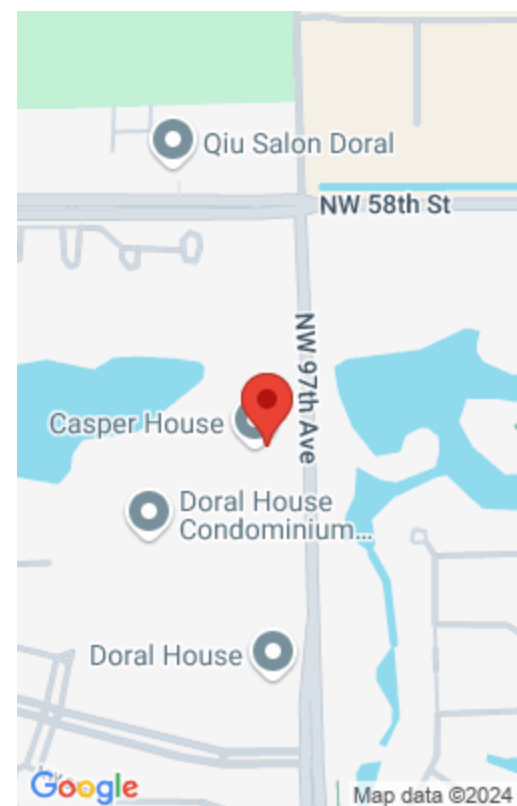 Qiu Salon Doral
NW 58th St
NW 97th Ave
Casper House
Doral House
Condominium...
Doral House
Google
Map data ©2024